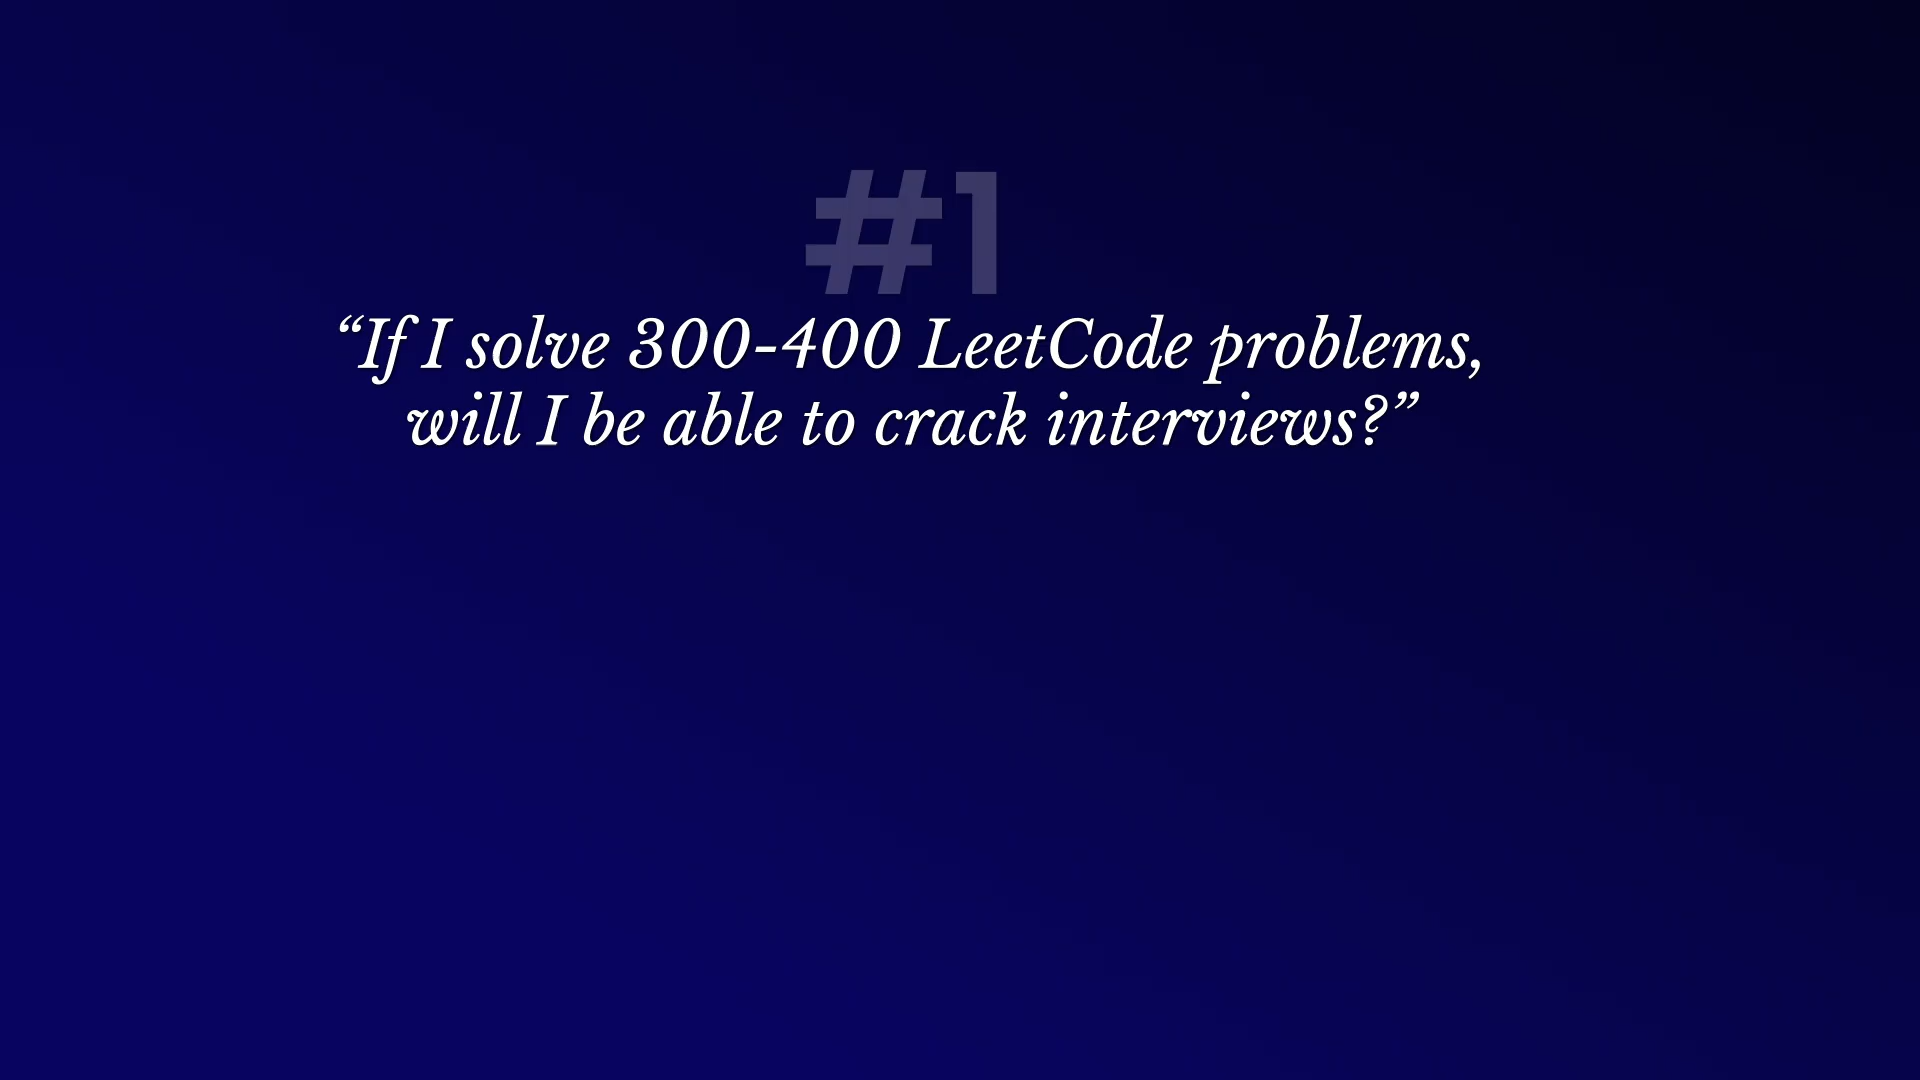 #1
“If I solve 300-400 LeetCode problems,
will I be able to crack interviews?”